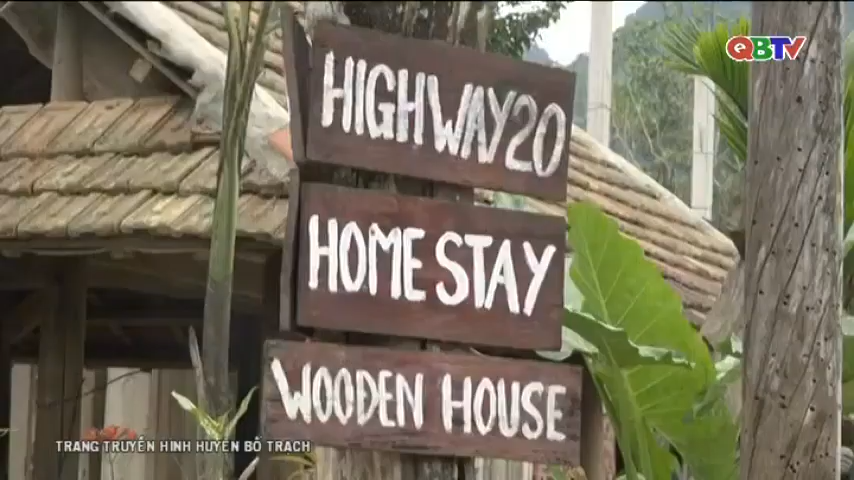 QBTV
HIGHWAY20
HOME STAY
WOODEN HOUSE
TRANG TRUYỀN HÌNH HUYỆN BỐ TRẠCH